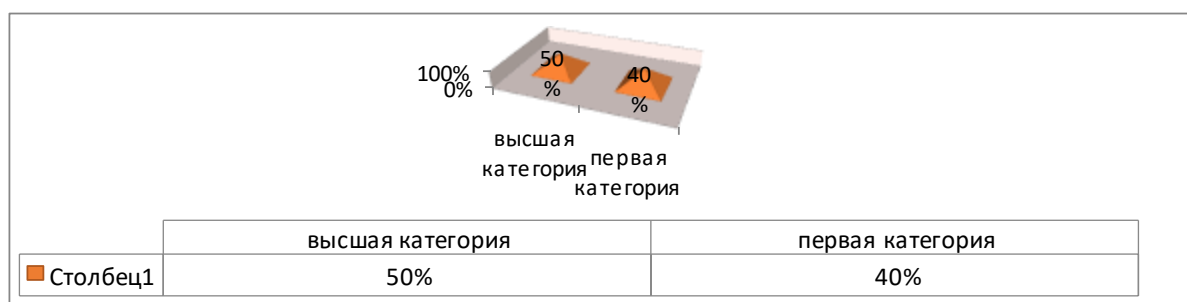 50
%
40
%
100%
0%
высшая
категория
первая
категория
высшая категория первая категория
Столбец1 50% 40%